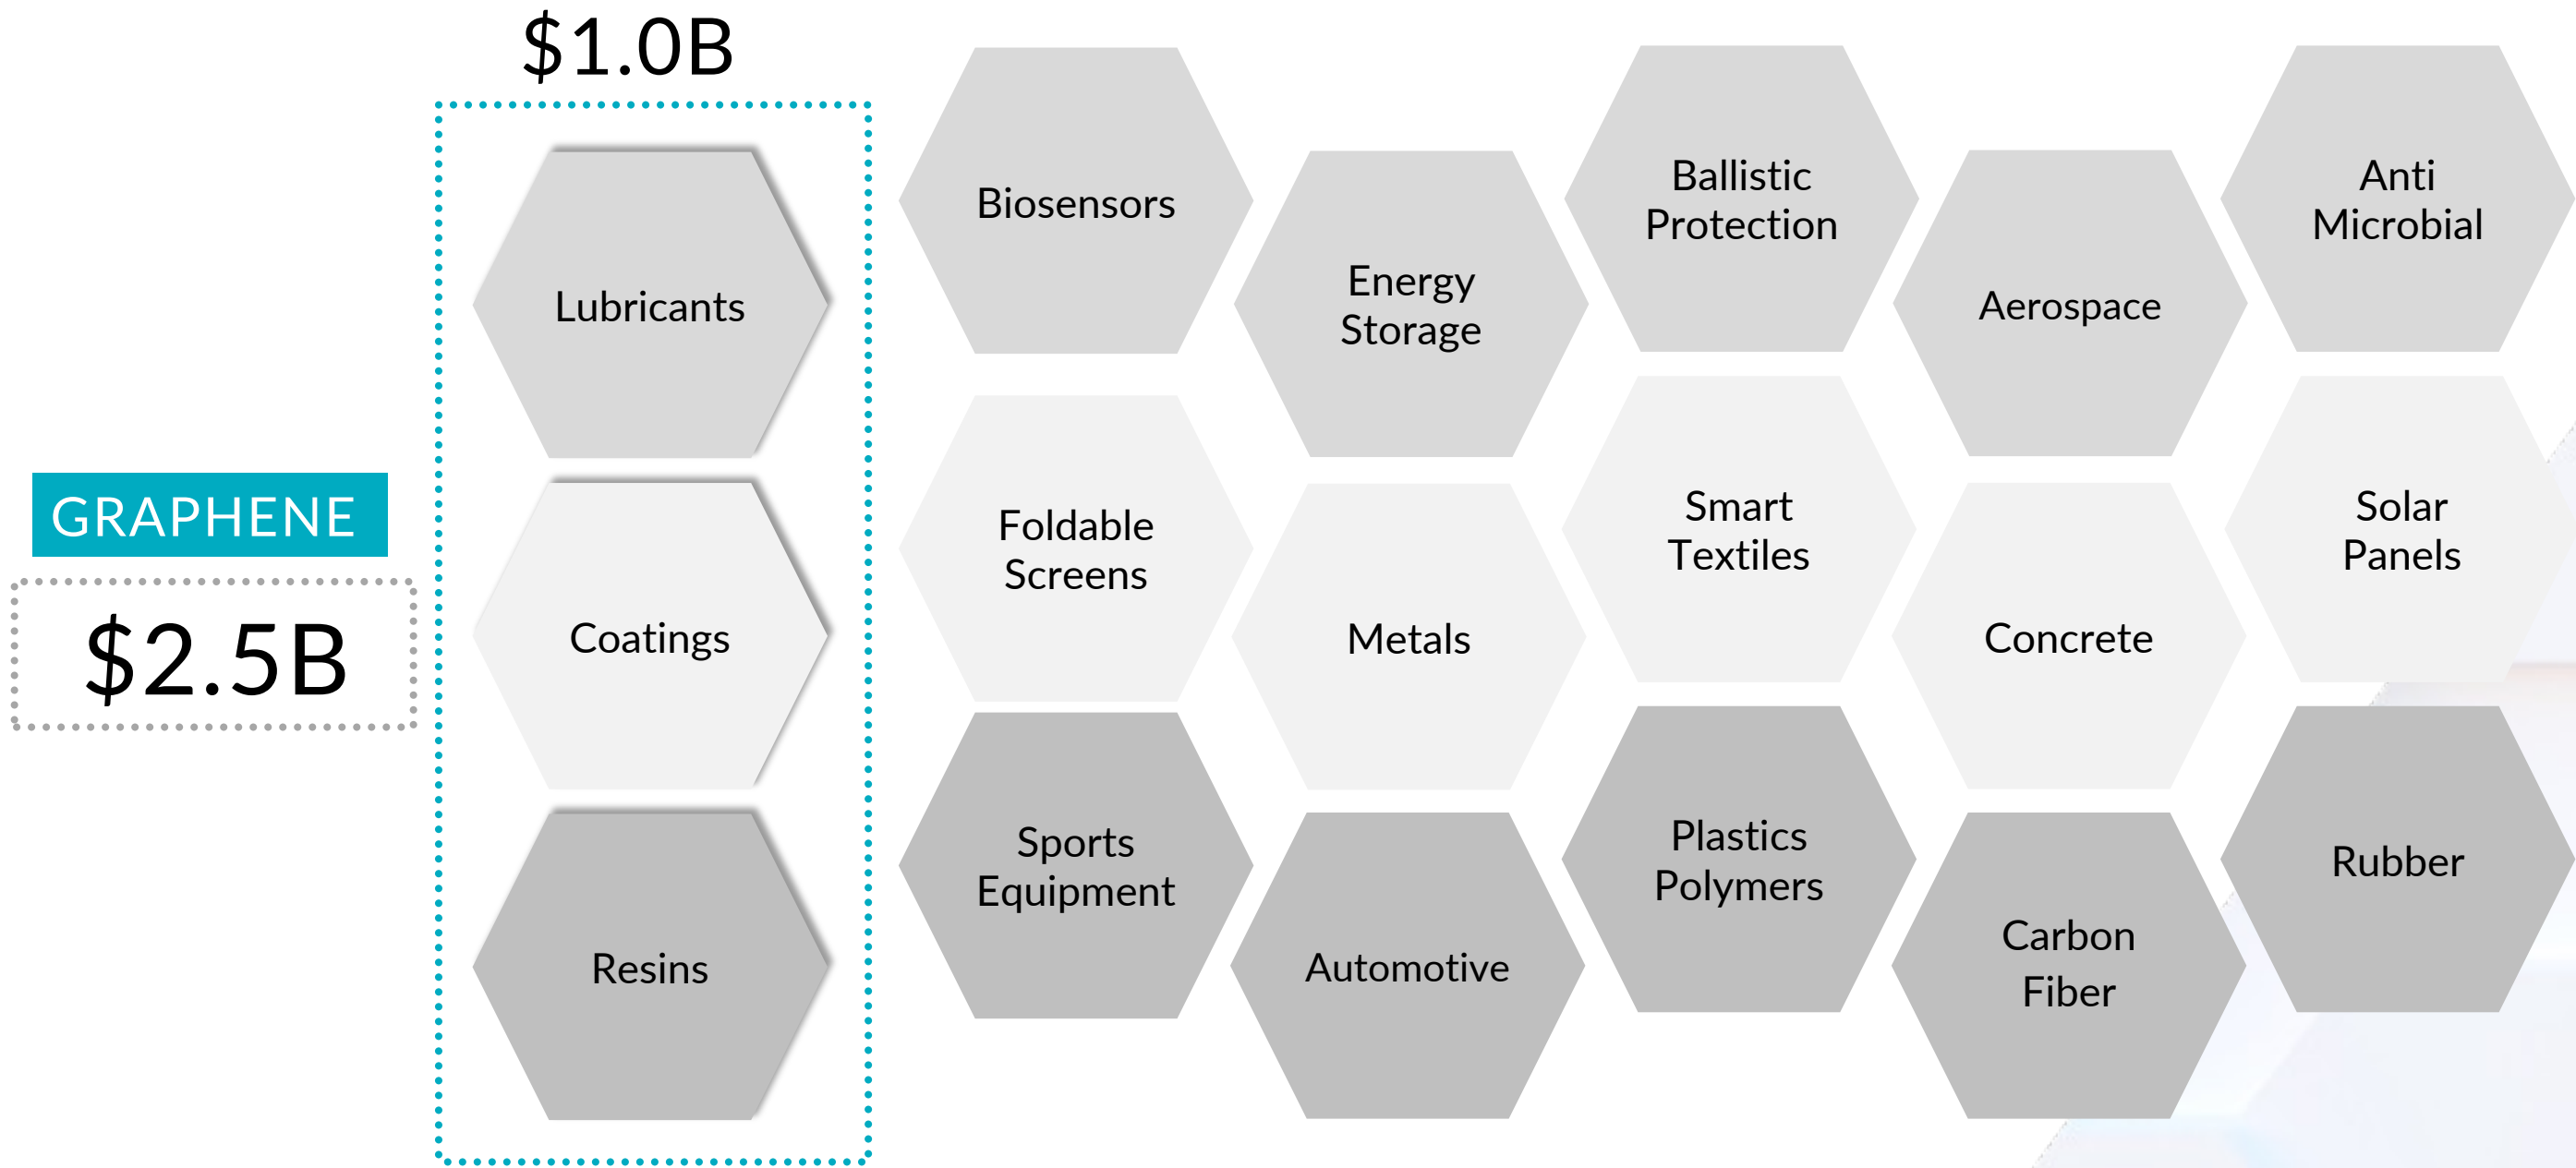 $1.0B
GRAPHENE
$2.5B
Lubricants
Coatings
Resins
Biosensors
Foldable
Screens
Sports
Equipment
Energy
Storage
Metals
Automotive
Ballistic
Protection
Smart
Textiles
Plastics
Polymers
Aerospace
Concrete
Carbon
Fiber
Anti
Microbial
Solar
Panels
Rubber